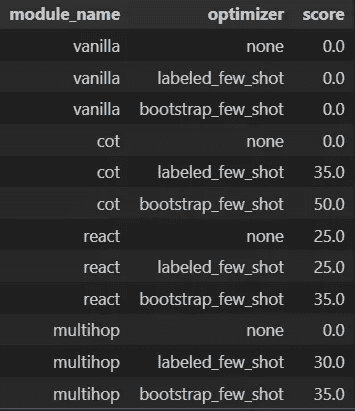 module_name optimizer score
vanilla none 0.0
vanilla labeled_few_shot 0.0
vanilla bootstrap_few_shot 0.0
cot none 0.0
cot labeled_few_shot 35.0
cot bootstrap_few_shot 50.0
react none 25.0
react labeled_few_shot 25.0
react bootstrap_few_shot 35.0
multihop none 0.0
multihop labeled_few_shot 30.0
multihop bootstrap_few_shot 35.0